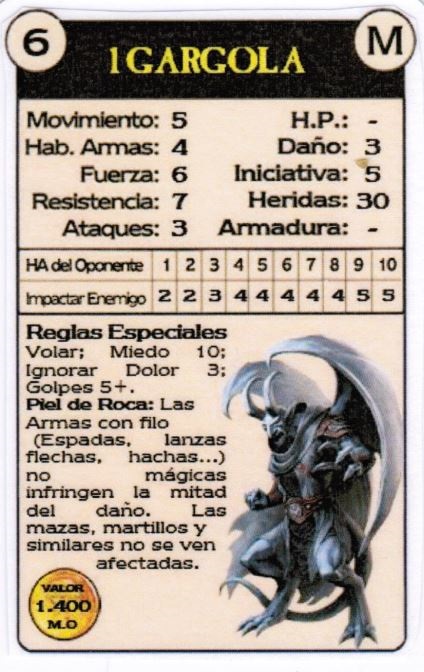 6
1 GARGOLA
M
Movimiento: 5 H.P.: -
Hab. Armas: 4 Daño: 3
Fuerza: 6 Iniciativa: 5
Resistencia: 7 Heridas: 30
Ataques: 3 Armadura: -
HA del Oponente 1 2 3 4 5 6 7 8 9 10
Impactar Enemigo 2 2 3 4 4 4 4 4 5 5
Reglas Especiales
Volar; Miedo 10;
Ignorar Dolor 3;
Golpes 5+.
Piel de Roca: Las
Armas con filo
(Espadas, lanzas
flechas, hachas...)
no mágicas
infringen la mitad
del daño. Las
mazas, martillos y
similares no se ven
afectadas.
VALOR
1.400
M.O